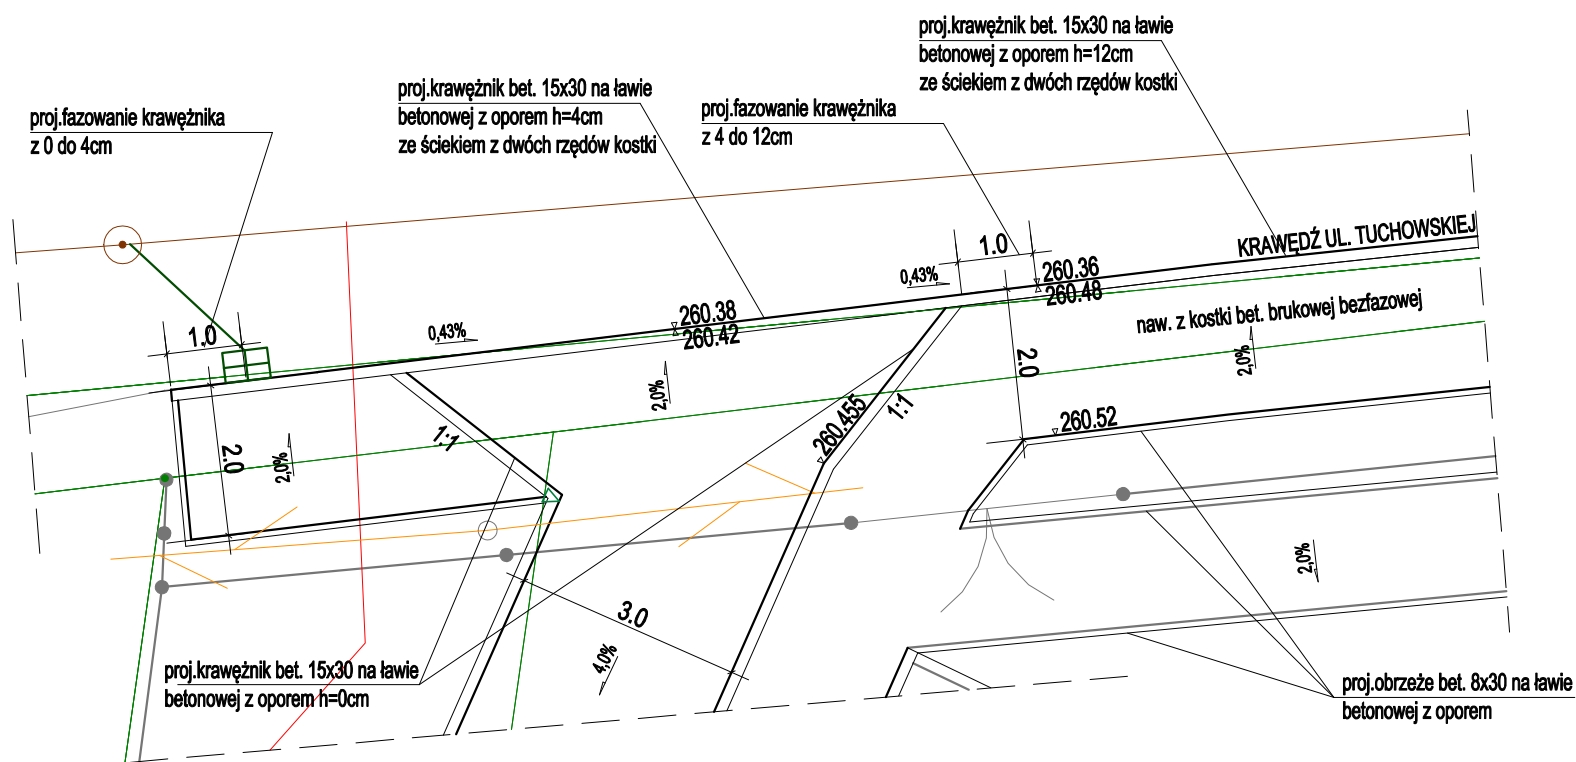 proj.krawężnik bet. 15x30 na ławie
betonowej z oporem h=12cm
ze ściekiem z dwóch rzędów kostki
proj.krawężnik bet. 15x30 na ławie
betonowej z oporem h=4cm
ze ściekiem z dwóch rzędów kostki
proj.fazowanie krawężnika
z 4 do 12cm
proj.fazowanie krawężnika
z 0 do 4cm
KRAWĘDŹ UL. TUCHOWSKIEJ
1.0
0,43%
260.36
260.48
naw. z kostki bet. brukowej bezfazowej
260.38
260.42
0,43%
1.0
2,0%
2.0
2,0%
1:1
260.455
1:1
260.52
1:1
2.0
2,0%
2,0%
3.0
4,0%
proj.krawężnik bet. 15x30 na ławie
betonowej z oporem h=0cm
proj.obrzeże bet. 8x30 na ławie
betonowej z oporem